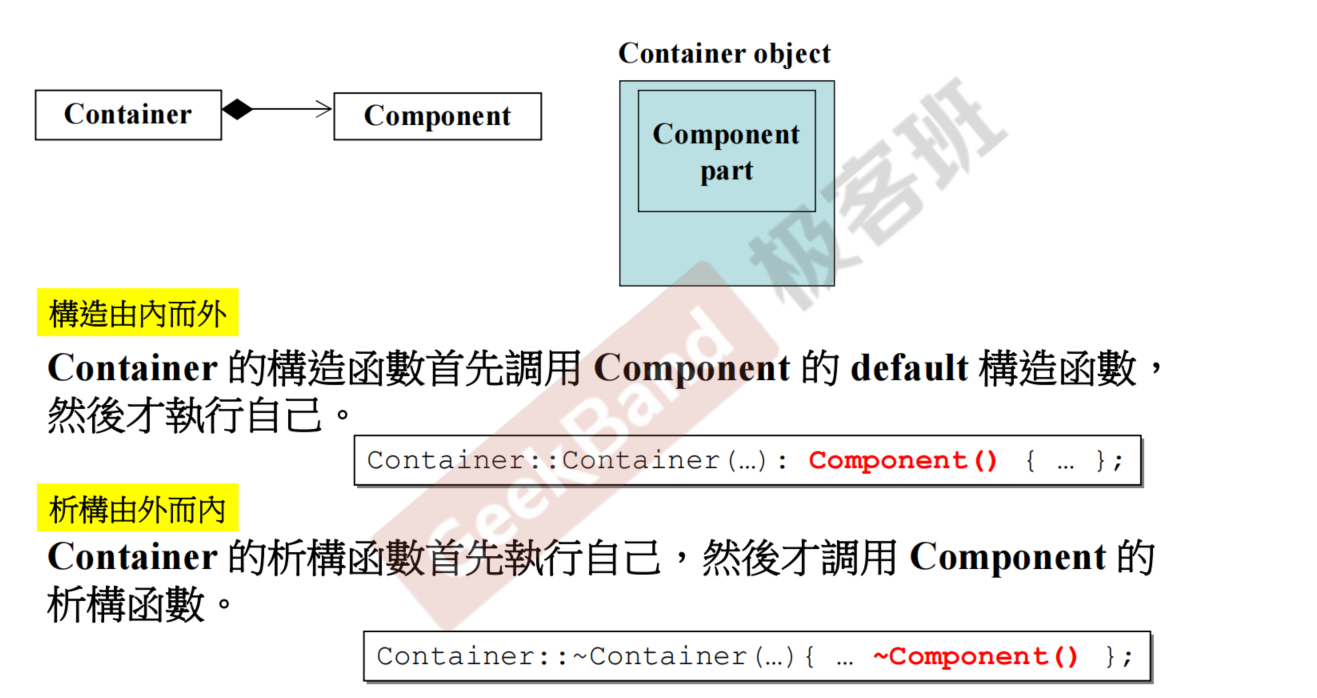 Container object
Container
Component
Component
part
構造由內而外
Container 的構造函數首先調用 Component 的 default 構造函數，
然後才執行自己。
Container::Container(…): Component() { … };
析構由外而內
Container 的析構函數首先執行自己，然後才調用 Component 的
析構函數。
Container::~Container(…){ … ~Component() };
GeekBand 极客班